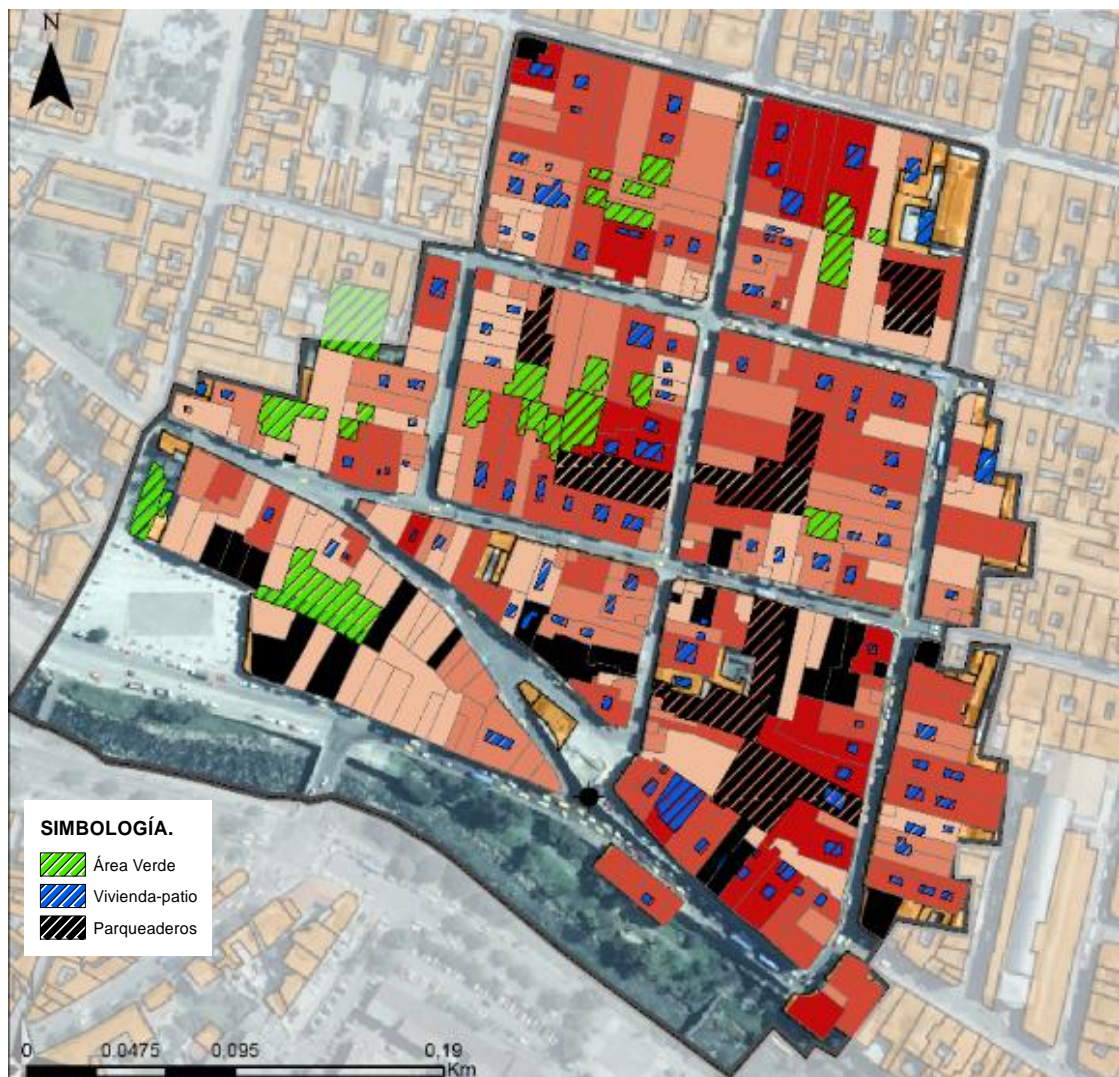 N
SIMBOLOGÍA.
Área Verde
Vivienda-patio
Parqueaderos
0 0.0475 0,095 0,19
Km